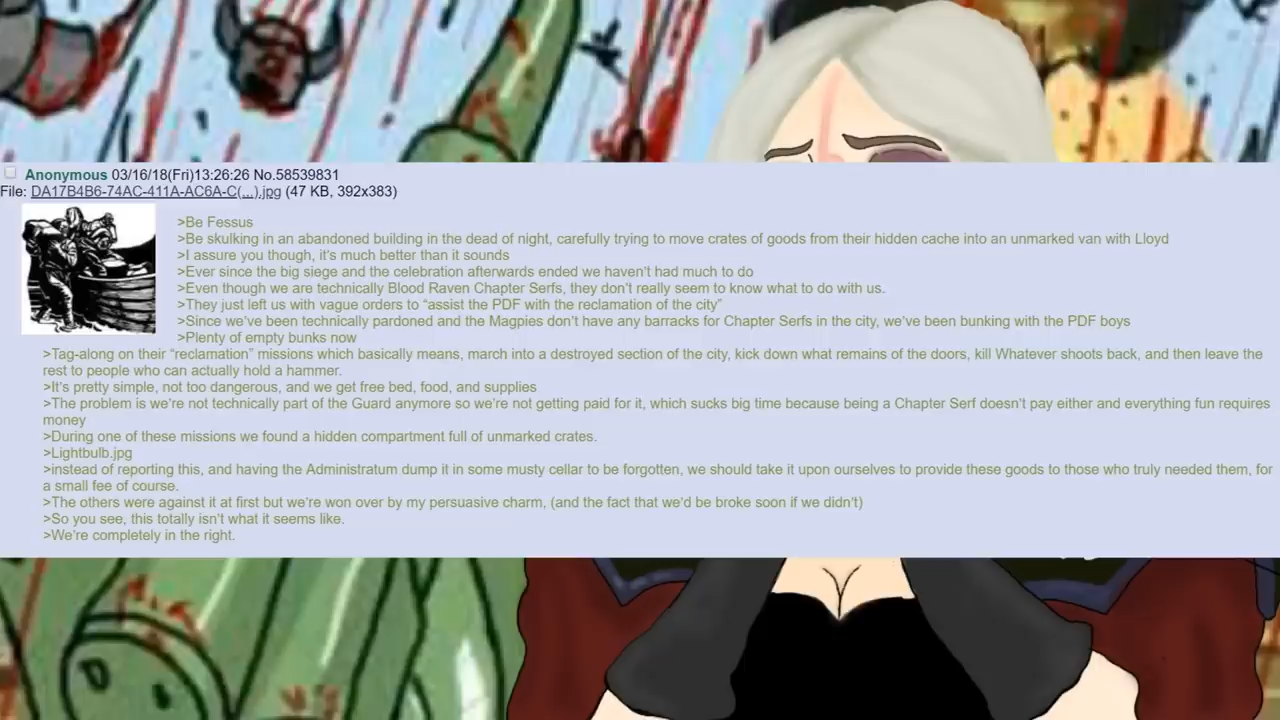 Anonymous 03/16/18(Fri)13:26:26 No.58539831
File: DA17B4B6-74AC-411A-AC6A-C(...).jpg (47 KB, 392x383)
>Be Fessus
>Be skulking in an abandoned building in the dead of night, carefully trying to move crates of goods from their hidden cache into an unmarked van with Lloyd
>I assure you though, it's much better than it sounds
>Ever since the big siege and the celebration afterwards ended we haven't had much to do
>Even though we are technically Blood Raven Chapter Serfs, they don't really seem to know what to do with us.
>They just left us with vague orders to “assist the PDF with the reclamation of the city”
>Since we've been technically pardoned and the Magpies don't have any barracks for Chapter Serfs in the city, we've been bunking with the PDF boys
>Plenty of empty bunks now
>Tag-along on their “reclamation” missions which basically means, march into a destroyed section of the city, kick down what remains of the doors, kill Whatever shoots back, and then leave the
rest to people who can actually hold a hammer.
>It's pretty simple, not too dangerous, and we get free bed, food, and supplies
>The problem is we're not technically part of the Guard anymore so we're not getting paid for it, which sucks big time because being a Chapter Serf doesn't pay either and everything fun requires
money
>During one of these missions we found a hidden compartment full of unmarked crates.
>Lightbulb.jpg
>instead of reporting this, and having the Administratum dump it in some musty cellar to be forgotten, we should take it upon ourselves to provide these goods to those who truly needed them, for
a small fee of course.
>The others were against it at first but we're won over by my persuasive charm, (and the fact that we'd be broke soon if we didn't)
>So you see, this totally isn't what it seems like.
>We're completely in the right.